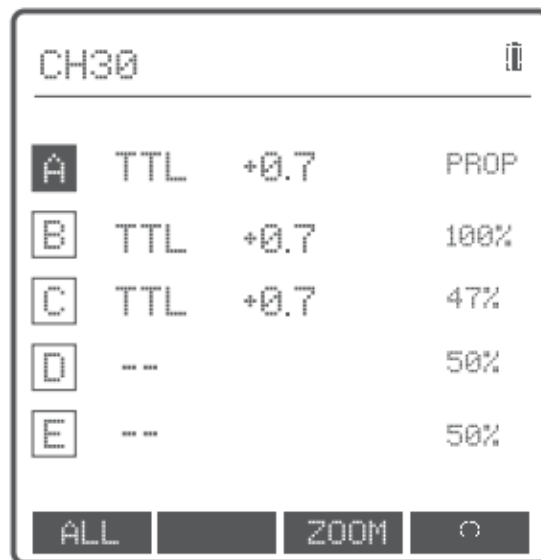 CH30
A TTL +0.7 PROP
B TTL +0.7 100%
C TTL +0.7 47%
D -- 50%
E -- 50%
ALL ZOOM